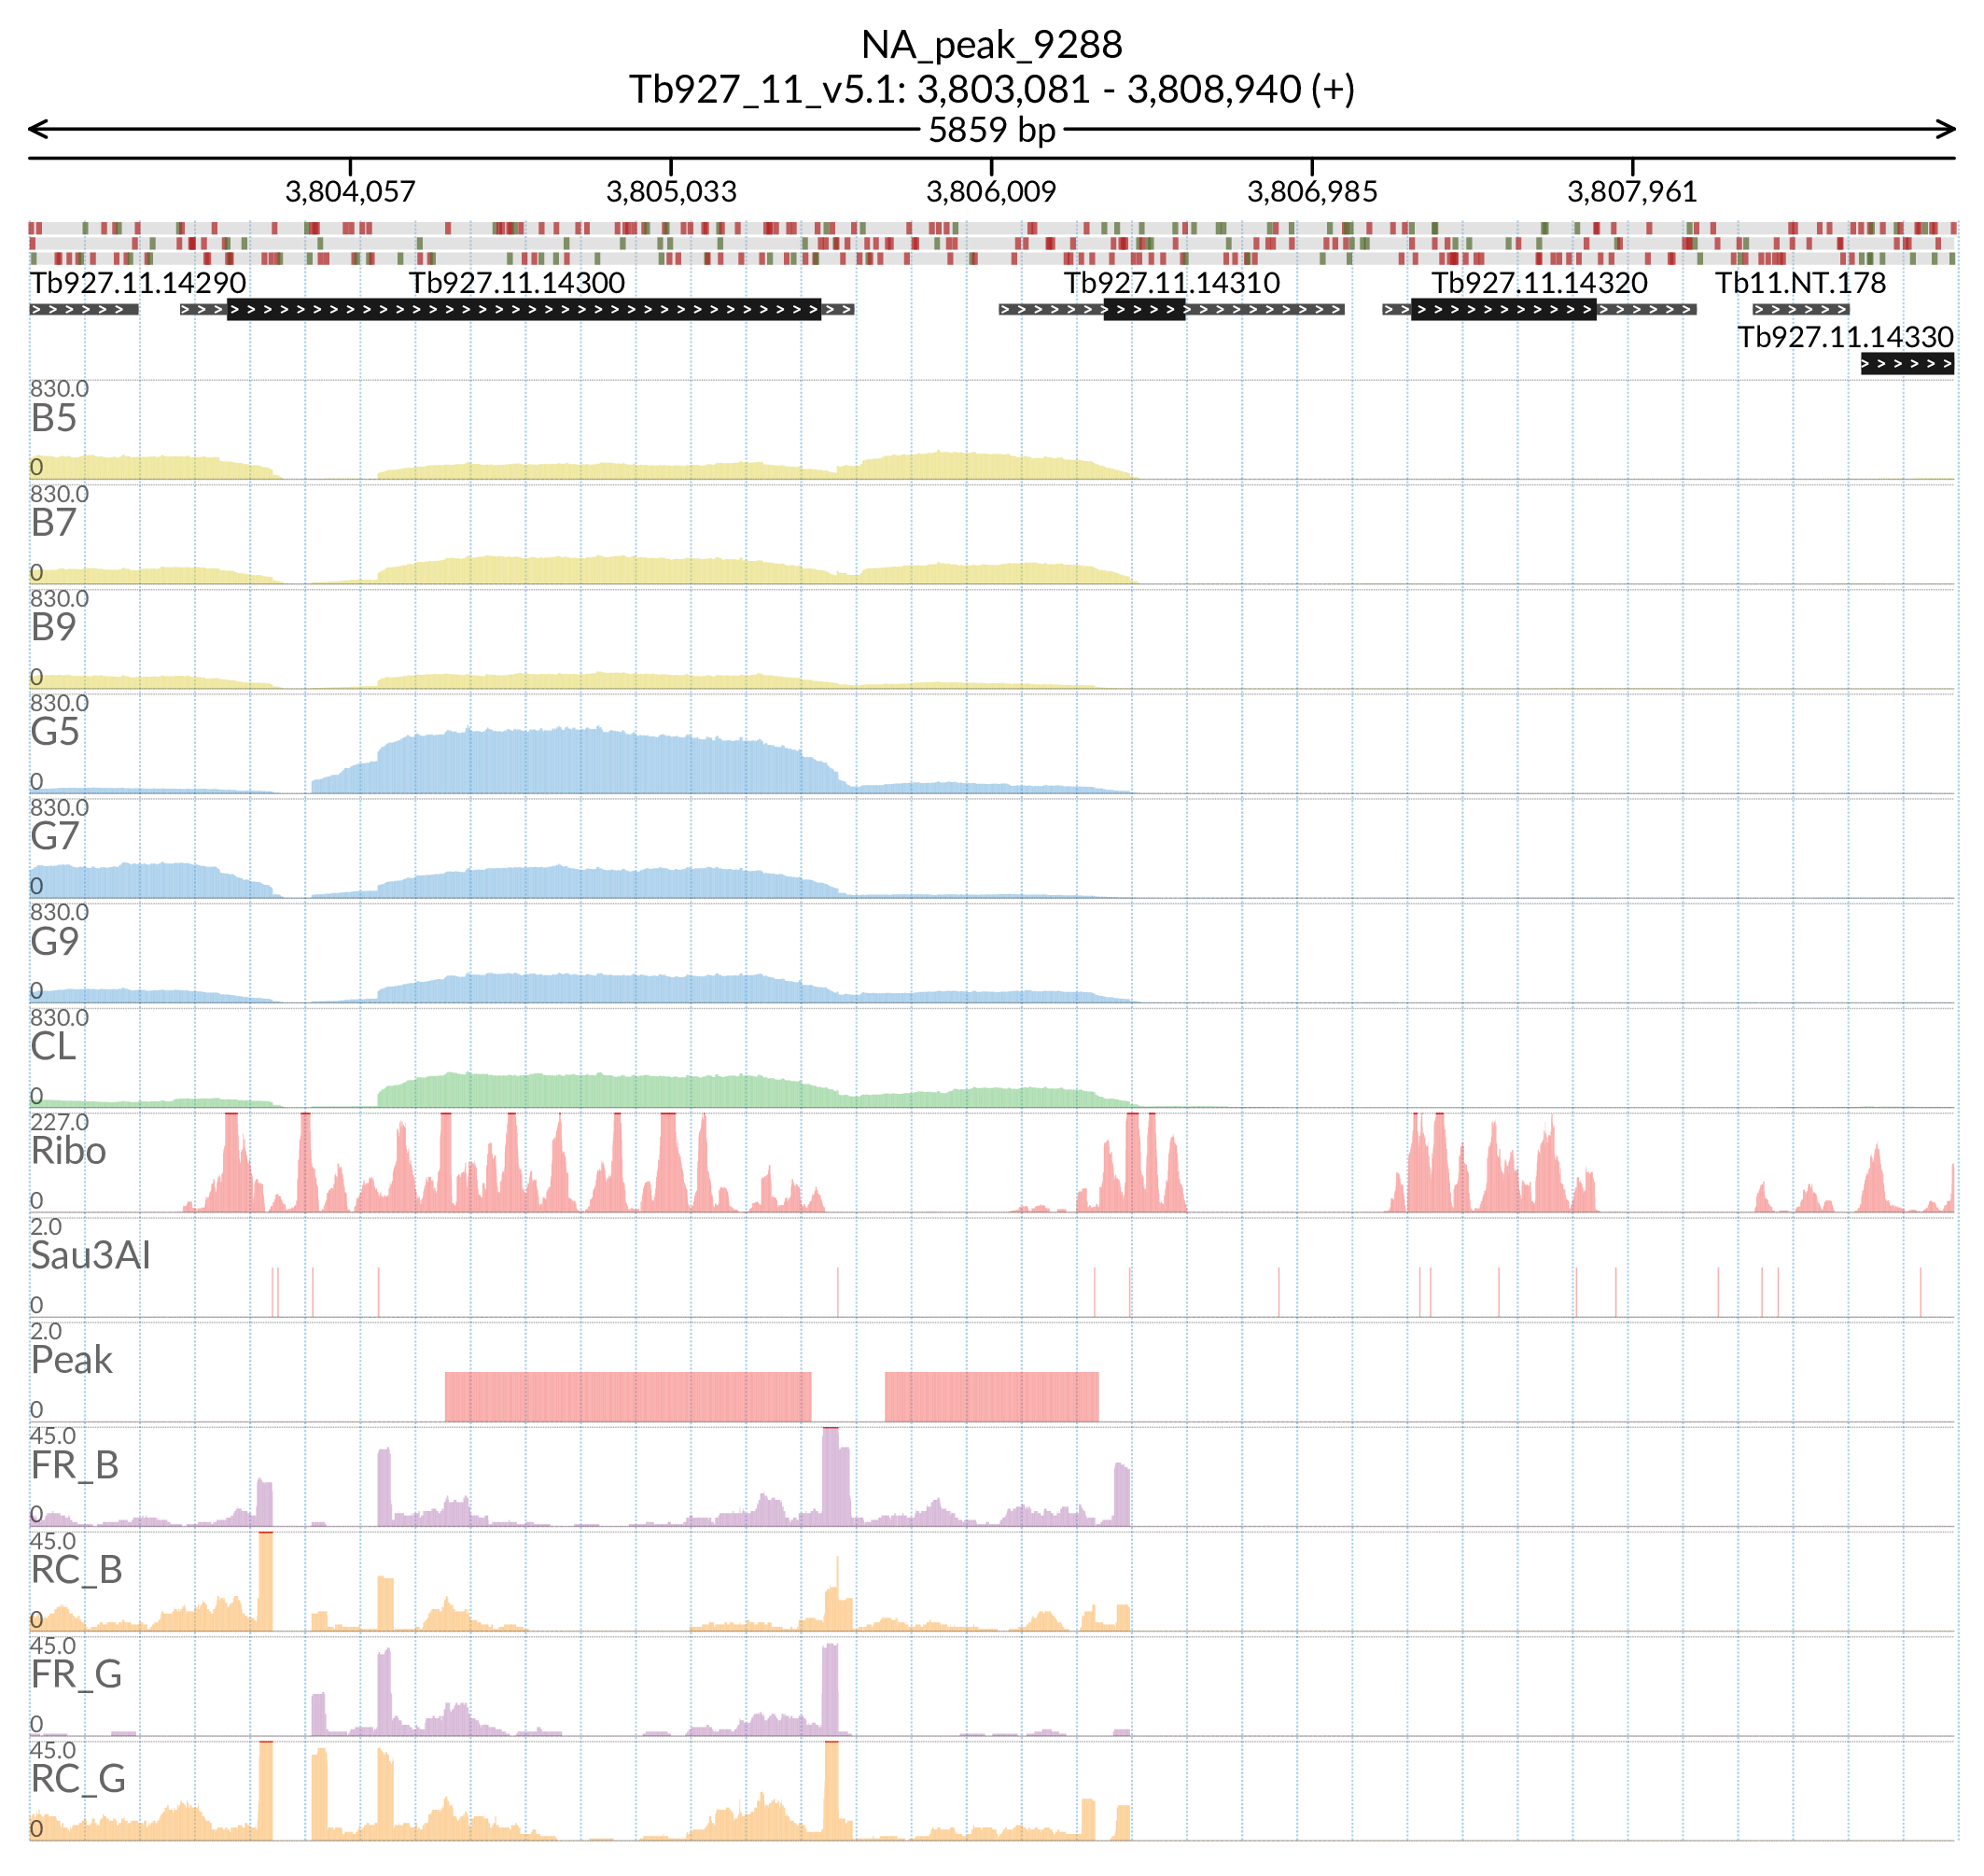 NA_peak_9288
Tb927_11_v5.1: 3,803,081 - 3,808,940 (+)
5859 bp
3,804,057 3,805,033 3,806,009 3,806,985 3,807,961
Tb927.11.14290 Tb927.11.14300 Tb927.11.14310 Tb927.11.14320 Tb11.NT.178
Tb927.11.14330
830.0
B5
0
830.0
B7
0
830.0
B9
0
830.0
G5
0
830.0
G7
0
830.0
G9
0
830.0
CL
0
227.0
Ribo
0
2.0
Sau3AI
0
2.0
Peak
0
45.0
FR_B
0
45.0
RC_B
0
45.0
FR_G
0
45.0
RC_G
0